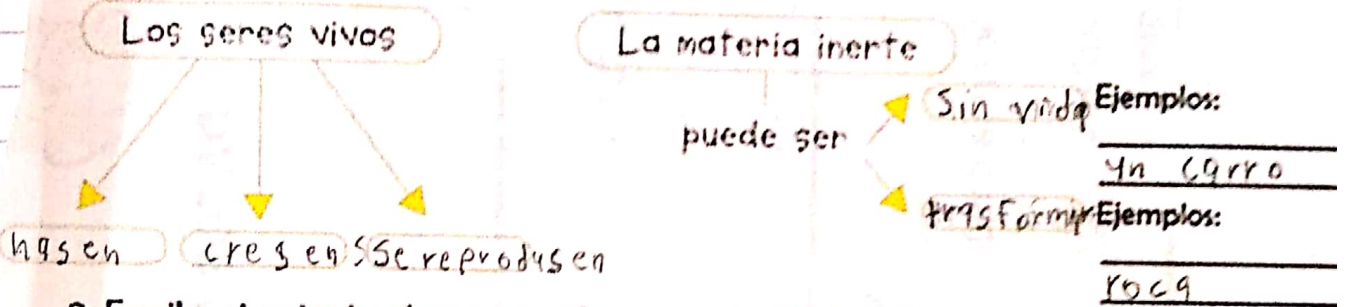 Los seres vivos
La materia inerte
puede ser
Sin vida Ejemplos:
un carro
trasformir Ejemplos:
roca
nasen cresen Se reprodusen